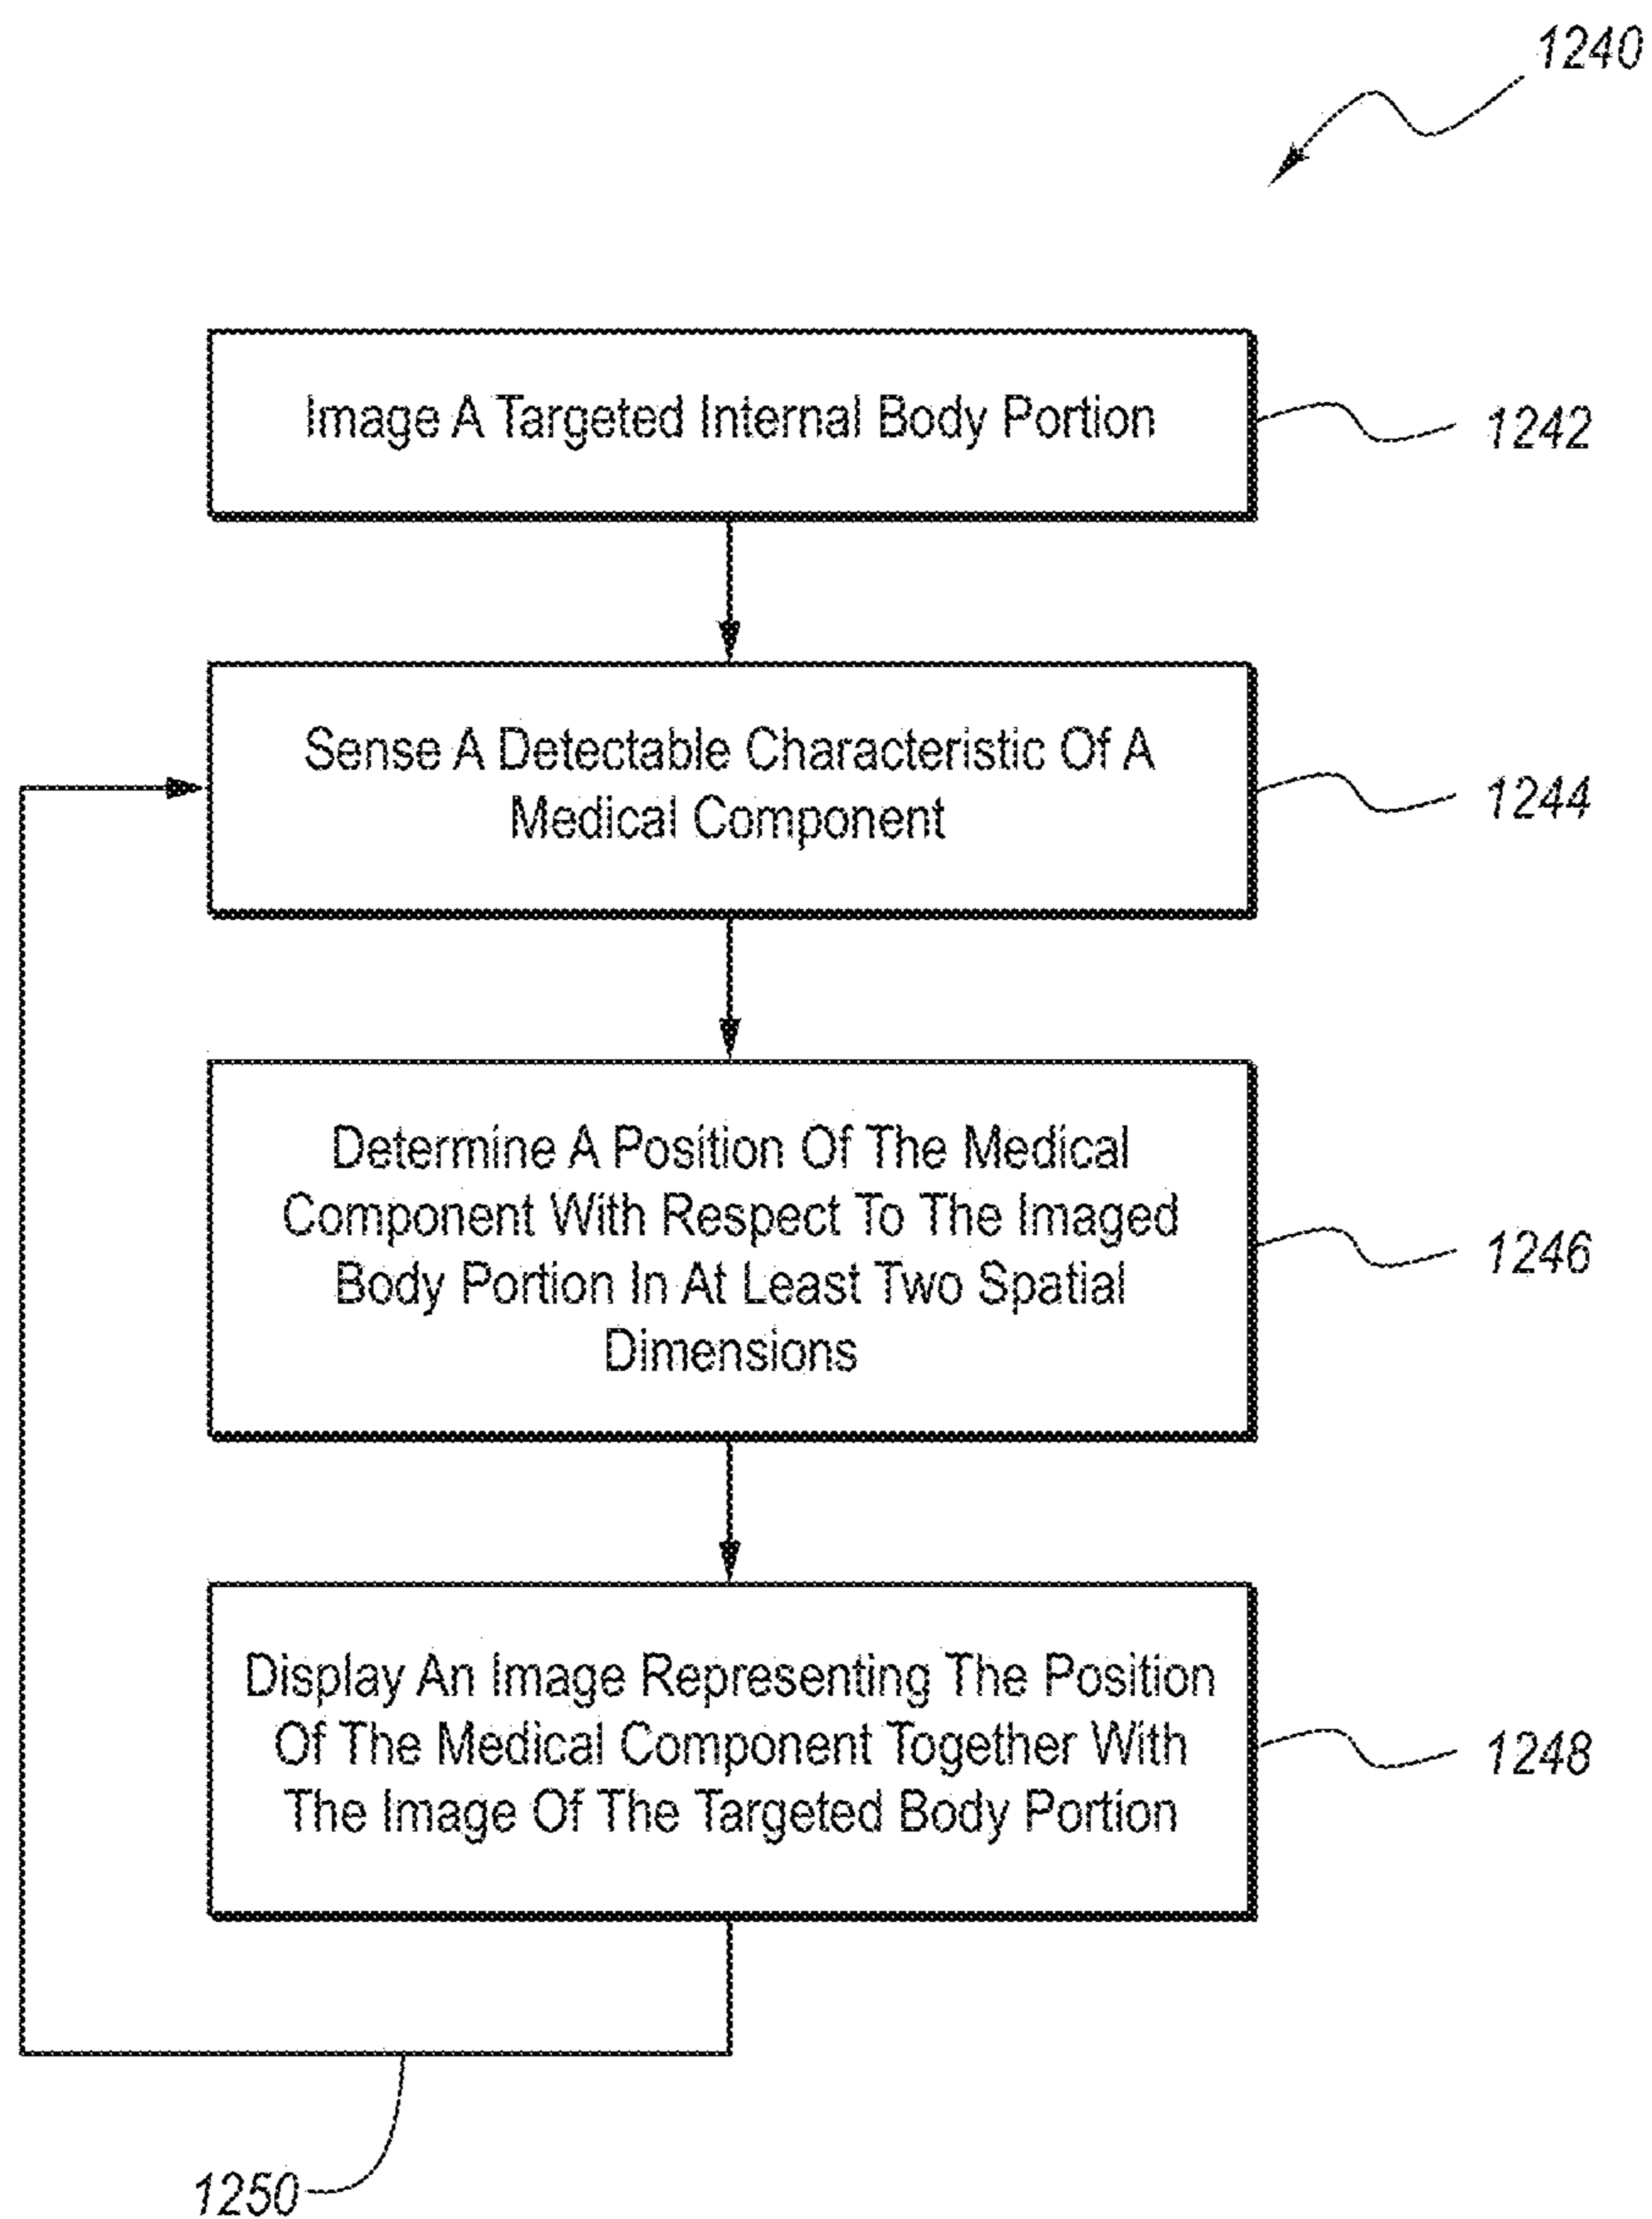 1240
Image A Targeted Internal Body Portion
1242
Sense A Detectable Characteristic Of A
Medical Component
1244
Determine A Position Of The Medical
Component With Respect To The Imaged
Body Portion In At Least Two Spatial
Dimensions
1246
Display An Image Representing The Position
Of The Medical Component Together With
The Image Of The Targeted Body Portion
1248
1250